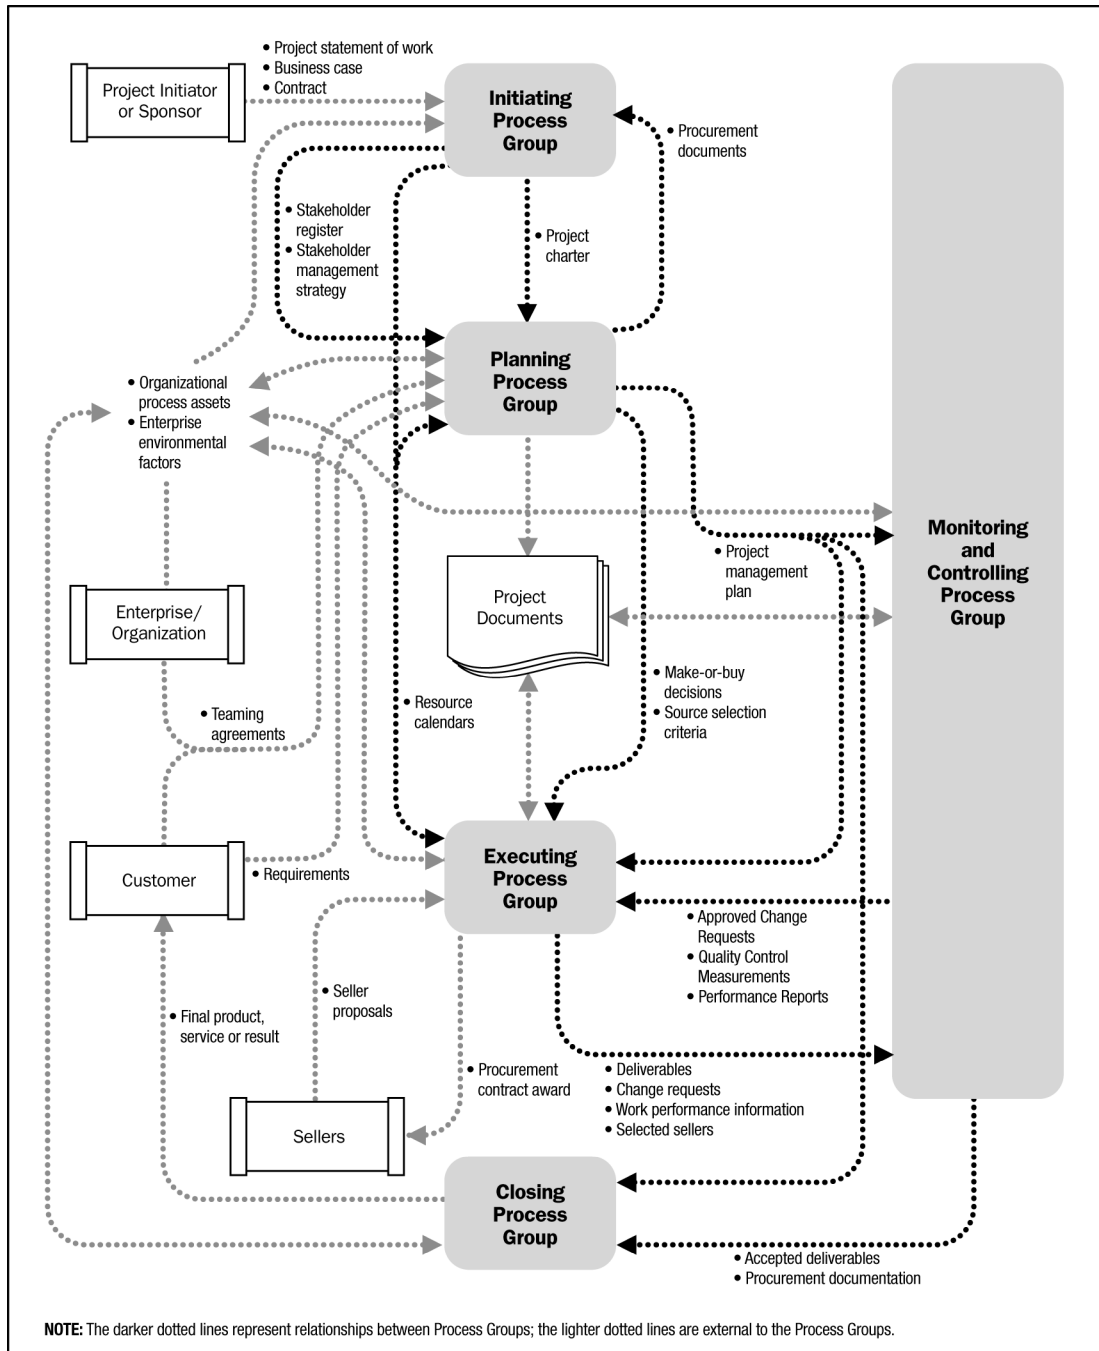 • Project statement of work
• Business case
• Contract
Project Initiator
or Sponsor
Initiating
Process
Group
• Procurement
documents
• Stakeholder
register
• Stakeholder
management
strategy
• Project
charter
Planning
Process
Group
• Organizational
process assets
• Enterprise
environmental
factors
Monitoring
and
Controlling
Process
Group
• Project
management
plan
Project
Documents
Enterprise/
Organization
• Make-or-buy
decisions
• Source selection
criteria
• Resource
calendars
• Teaming
agreements
Executing
Process
Group
Customer
• Requirements
• Approved Change
Requests
• Quality Control
Measurements
• Performance Reports
• Seller
proposals
• Final product,
service or result
• Procurement
contract award
• Deliverables
• Change requests
• Work performance information
• Selected sellers
Sellers
Closing
Process
Group
• Accepted deliverables
• Procurement documentation
NOTE: The darker dotted lines represent relationships between Process Groups; the lighter dotted lines are external to the Process Groups.